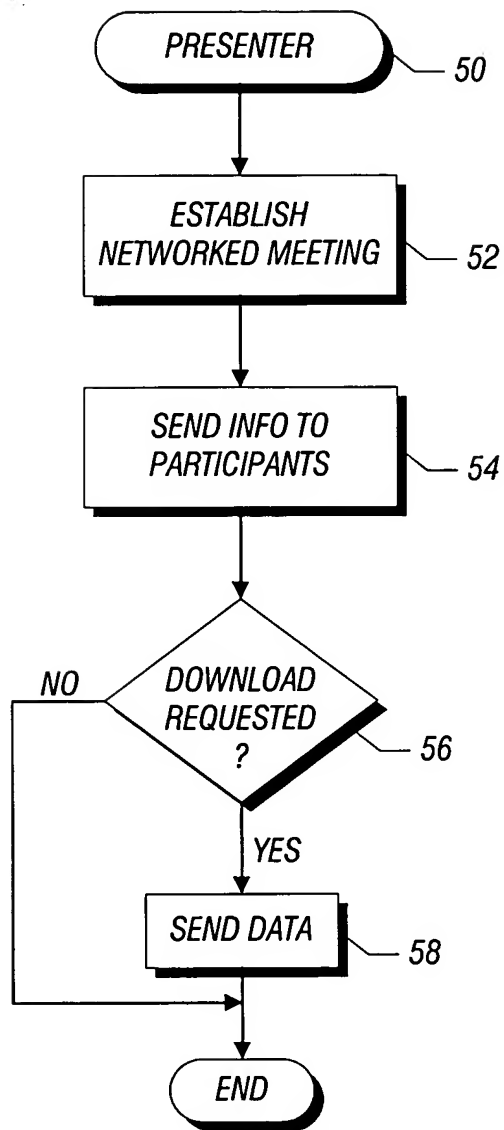 PRESENTER
50
ESTABLISH
NETWORKED MEETING
52
SEND INFO TO
PARTICIPANTS
54
NO
DOWNLOAD
REQUESTED
?
56
YES
SEND DATA
58
END